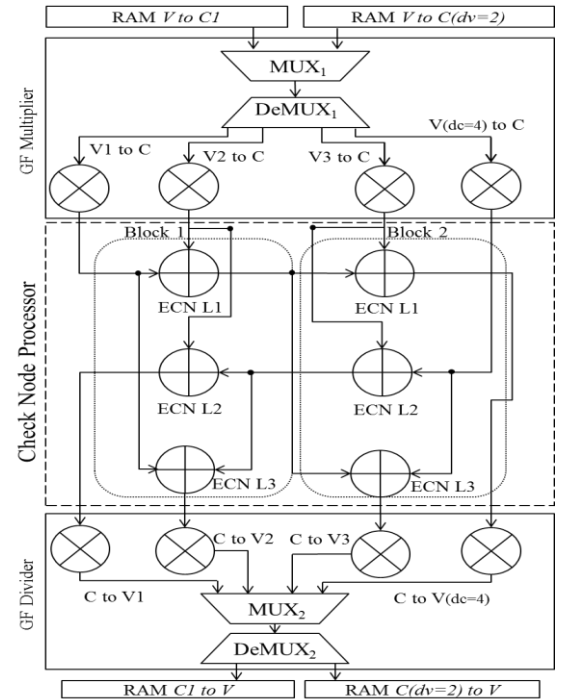 RAM V to C1
RAM V to C(dv=2)
GF Multiplier
MUX1
DeMUX1
V1 to C
V2 to C
V3 to C
V(dc=4) to C
Check Node Processor
Block 1
Block 2
ECN L1
ECN L1
ECN L2
ECN L2
ECN L3
ECN L3
GF Divider
C to V2
C to V3
C to V1
C to V(dc=4)
MUX2
DeMUX2
RAM C1 to V
RAM C(dv=2) to V